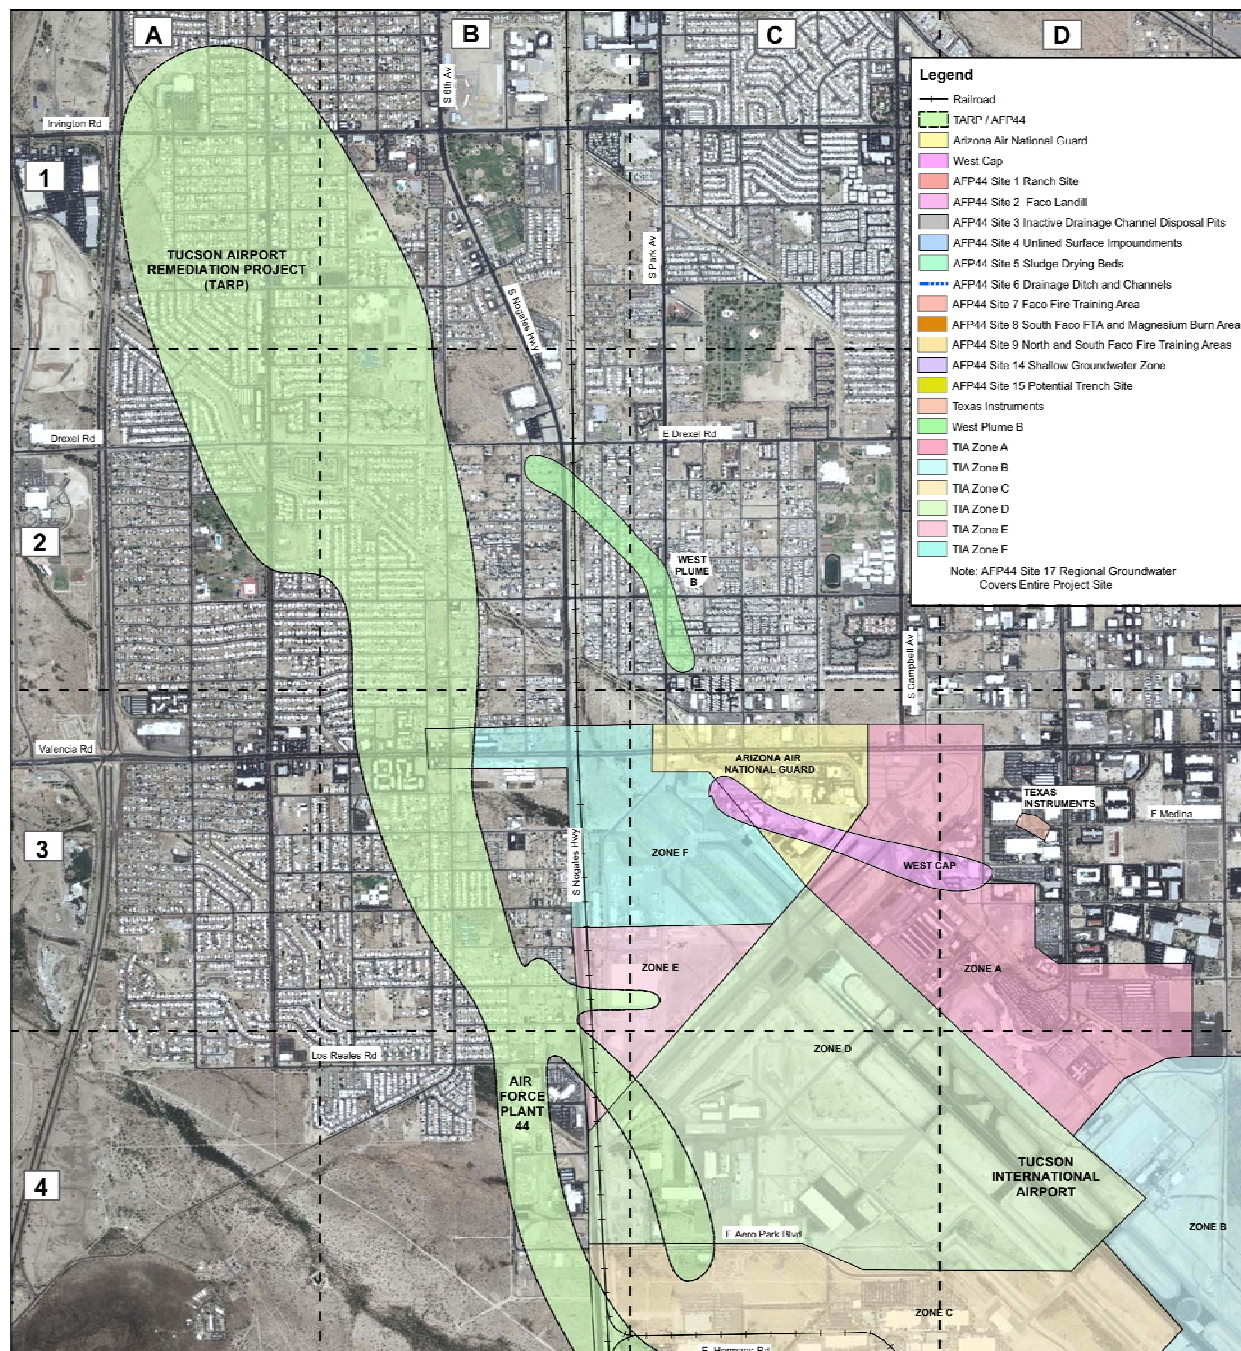 A
B
C
D
S 6th Av
Irvington Rd
1
TUCSON AIRPORT
REMEDIATION PROJECT
(TARP)
S Park Av
S Nogales Hwy
Legend
Railroad
TARP / AFP44
Arizona Air National Guard
West Cap
AFP44 Site 1 Ranch Site
AFP44 Site 2 Faco Landill
AFP44 Site 3 Inactive Drainage Channel Disposal Pits
AFP44 Site 4 Unlined Surface Impoundments
AFP44 Site 5 Sludge Drying Beds
AFP44 Site 6 Drainage Ditch and Channels
AFP44 Site 7 Faco Fire Training Area
AFP44 Site 8 South Faco FTA and Magnesium Burn Area
AFP44 Site 9 North and South Faco Fire Training Areas
AFP44 Site 14 Shallow Groundwater Zone
AFP44 Site 15 Potential Trench Site
Texas Instruments
West Plume B
TIA Zone A
TIA Zone B
TIA Zone C
TIA Zone D
TIA Zone E
TIA Zone F
Note: AFP44 Site 17 Regional Groundwater
Covers Entire Project Site
Drexel Rd
E Drexel Rd
2
WEST
PLUME
B
S Campbell Av
Valencia Rd
ARIZONA AIR
NATIONAL GUARD
TEXAS
INSTRUMENTS
E Medina
3
S Nogales Hwy
ZONE F
WEST CAP
ZONE E
ZONE A
Los Reales Rd
ZONE D
AIR
FORCE
PLANT
44
4
TUCSON
INTERNATIONAL
AIRPORT
ZONE B
E Aero Park Blvd
ZONE C
E Hermans Rd